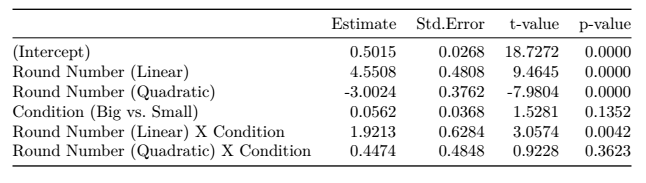 Estimate Std.Error t-value p-value
(Intercept) 0.5015 0.0268 18.7272 0.0000
Round Number (Linear) 4.5508 0.4808 9.4645 0.0000
Round Number (Quadratic) -3.0024 0.3762 -7.9804 0.0000
Condition (Big vs. Small) 0.0562 0.0368 1.5281 0.1352
Round Number (Linear) X Condition 1.9213 0.6284 3.0574 0.0042
Round Number (Quadratic) X Condition 0.4474 0.4848 0.9228 0.3623